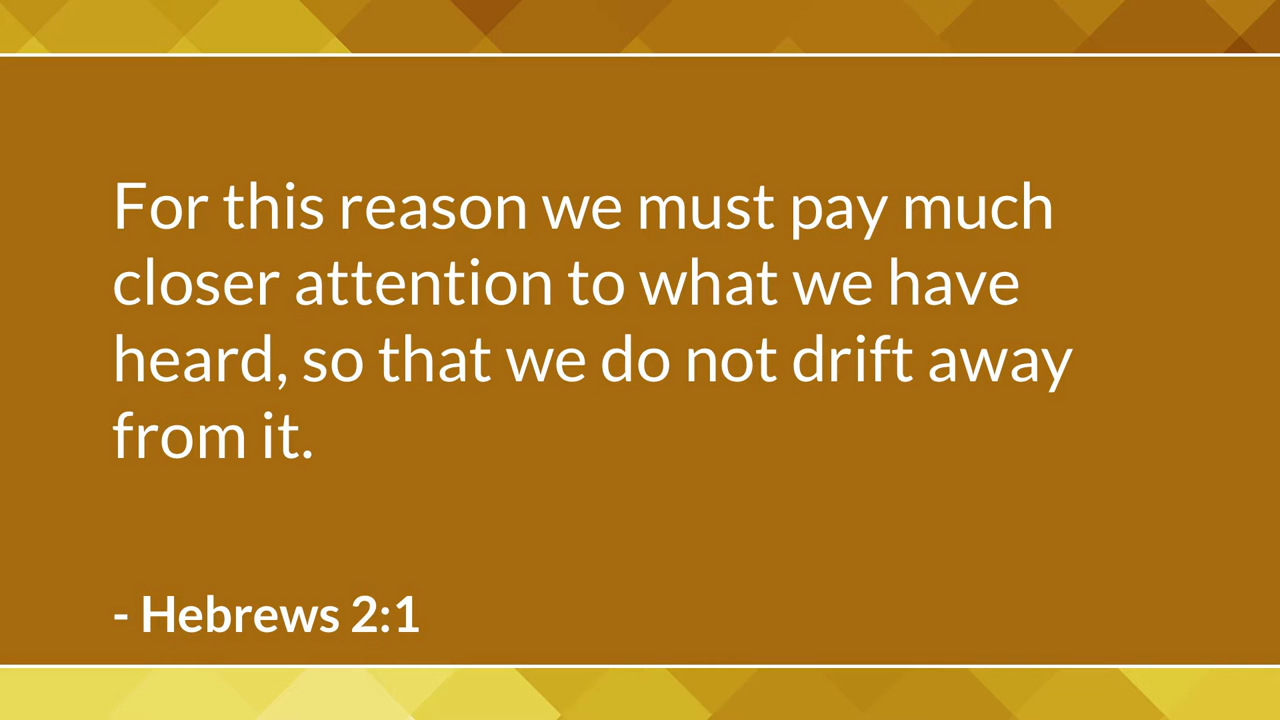 For this reason we must pay much
closer attention to what we have
heard, so that we do not drift away
from it.
- Hebrews 2:1